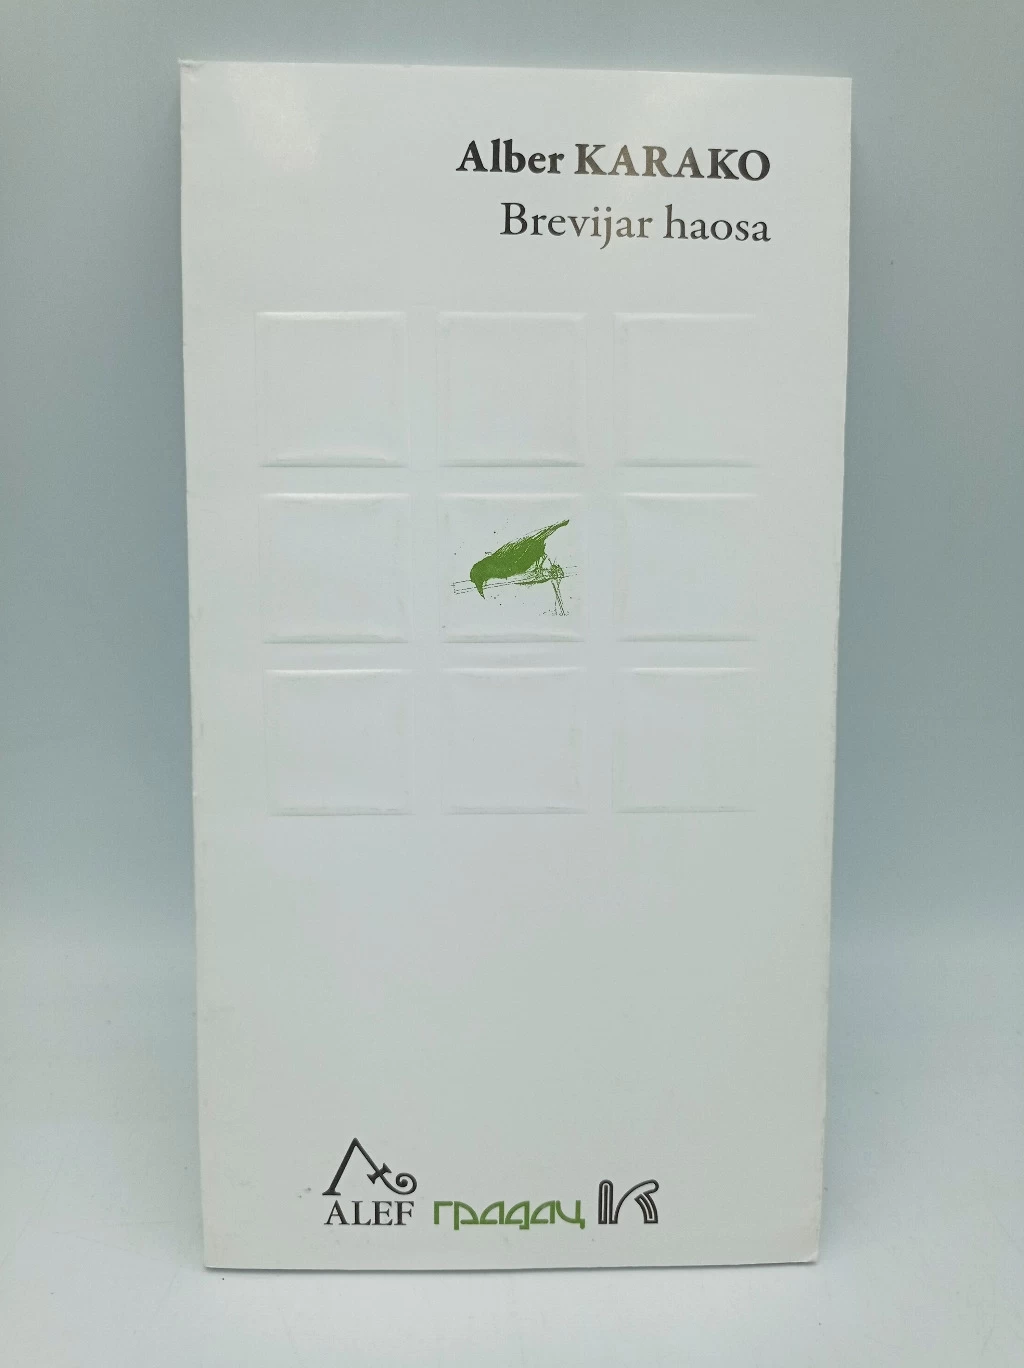 Alber KARAKO
Brevijar haosa
ALEF градац K